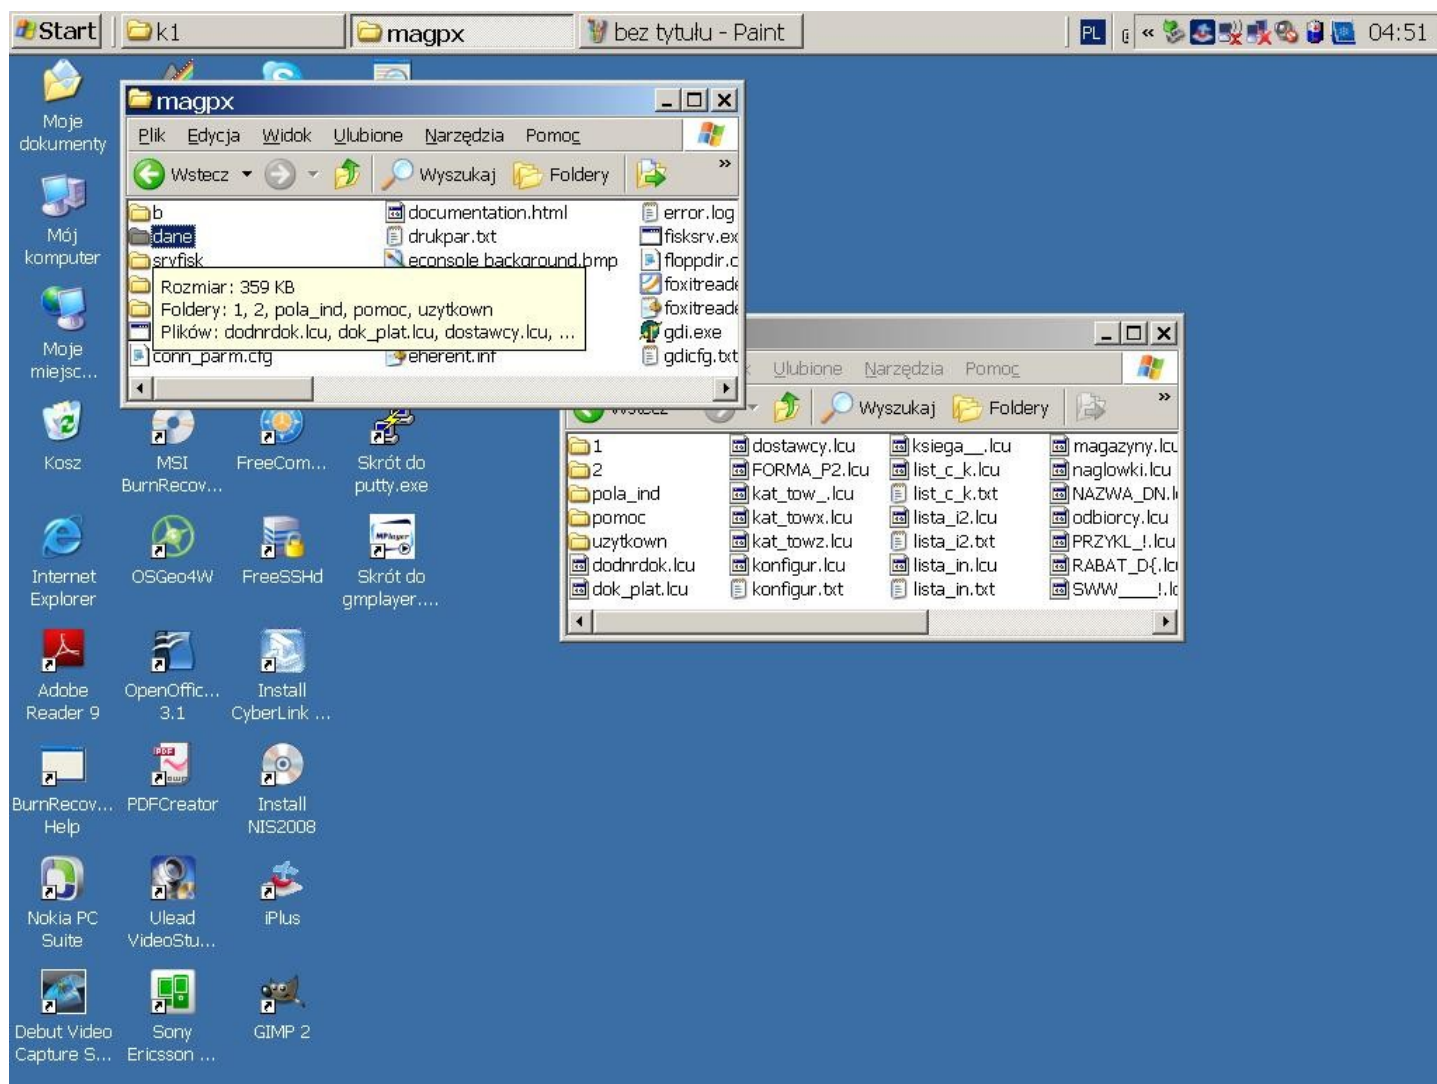 Start
k1
magpx
bez tytułu - Paint
PL
«
04:51
Moje
dokumenty
Mój
komputer
Moje
miejsc...
Kosz
Internet
Explorer
Adobe
Reader 9
BurnRecov...
Help
Nokia PC
Suite
Debut Video
Capture S...
MSI
BurnRecov...
OSGeo4W
OpenOffic...
3.1
PDFCreator
Ulead
VideoStu...
Sony
Ericsson ...
FreeCom...
FreeSSHd
Install
CyberLink ...
Install
NIS2008
iPlus
GIMP 2
Skrót do
putty.exe
Skrót do
gmplayer....
magpx
Plik Edycja Widok Ulubione Narzędzia Pomoc
Wstecz Wyszukaj Foldery »
b
dane
srvfisk
conn_parm.cfg
documentation.html
drukpar.txt
econsole background.bmp
eherent.inf
error.log
fisksrv.ex
floppdir.c
foxitreade
foxitreade
gdi.exe
gdicfg.txt
Rozmiar: 359 KB
Foldery: 1, 2, pola_ind, pomoc, uzytkown
Plików: dodnrdok.lcu, dok_plat.lcu, dostawcy.lcu, ...
Ulubione Narzędzia Pomoc
Wyszukaj Foldery »
1
2
pola_ind
pomoc
uzytkown
dodnrdok.lcu
dok_plat.lcu
dostawcy.lcu
FORMA_P2.lcu
kat_tow_.lcu
kat_towx.lcu
kat_towz.lcu
konfigur.lcu
konfigur.txt
ksiega__.lcu
list_c_k.lcu
list_c_k.txt
lista_i2.lcu
lista_i2.txt
lista_in.lcu
lista_in.txt
magazyny.lcu
naglowki.lcu
NAZWA_DN.l
odbiorcy.lcu
PRZYKL_!.lcu
RABAT_D{.lcu
SWW____!.lc